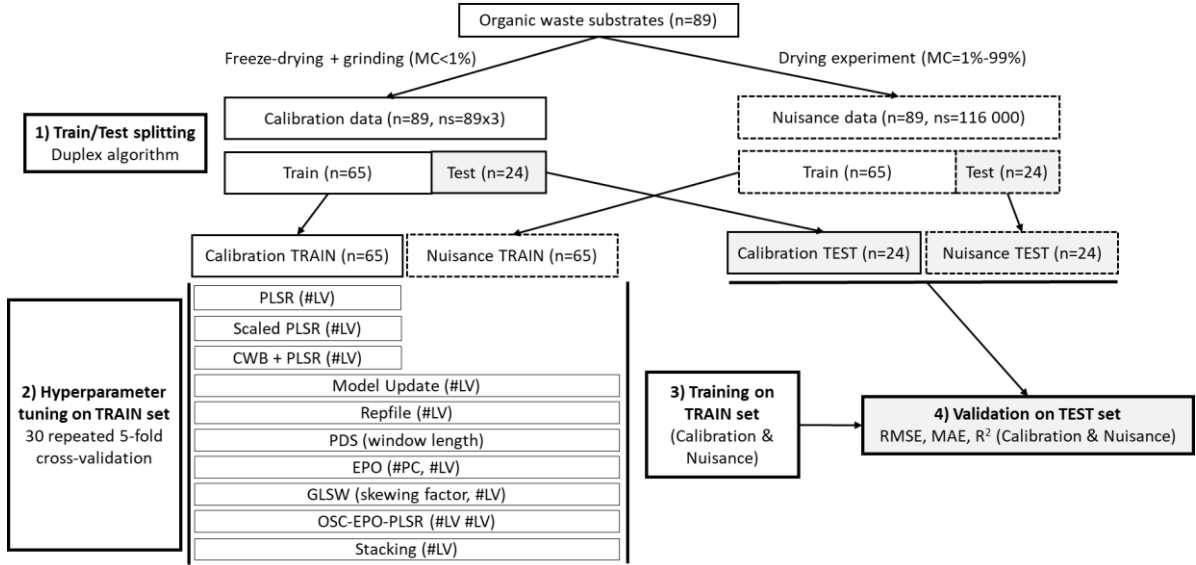 Organic waste substrates (n=89)
Freeze-drying + grinding (MC<1%)
Drying experiment (MC=1%-99%)
1) Train/Test splitting
Duplex algorithm
Calibration data (n=89, ns=89x3)
Nuisance data (n=89, ns=116 000)
Train (n=65)
Test (n=24)
Train (n=65)
Test (n=24)
Calibration TRAIN (n=65)
Nuisance TRAIN (n=65)
Calibration TEST (n=24)
Nuisance TEST (n=24)
2) Hyperparameter
tuning on TRAIN set
30 repeated 5-fold
cross-validation
PLSR (#LV)
Scaled PLSR (#LV)
CWB + PLSR (#LV)
Model Update (#LV)
Repfile (#LV)
PDS (window length)
EPO (#PC, #LV)
GLSW (skewing factor, #LV)
OSC-EPO-PLSR (#LV #LV)
Stacking (#LV)
3) Training on
TRAIN set
(Calibration &
Nuisance)
4) Validation on TEST set
RMSE, MAE, R² (Calibration & Nuisance)